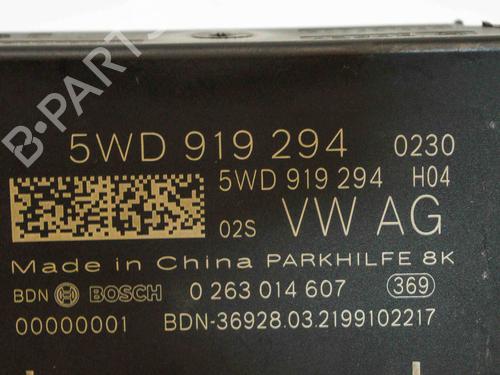 5WD 919 294 0230
5WD 919 294 H04
02S VW AG
Made in China PARKHILFE 8K
BDN BOSCH 0 263 014 607 369
00000001 BDN-36928.03.2199102217
B-PARTS